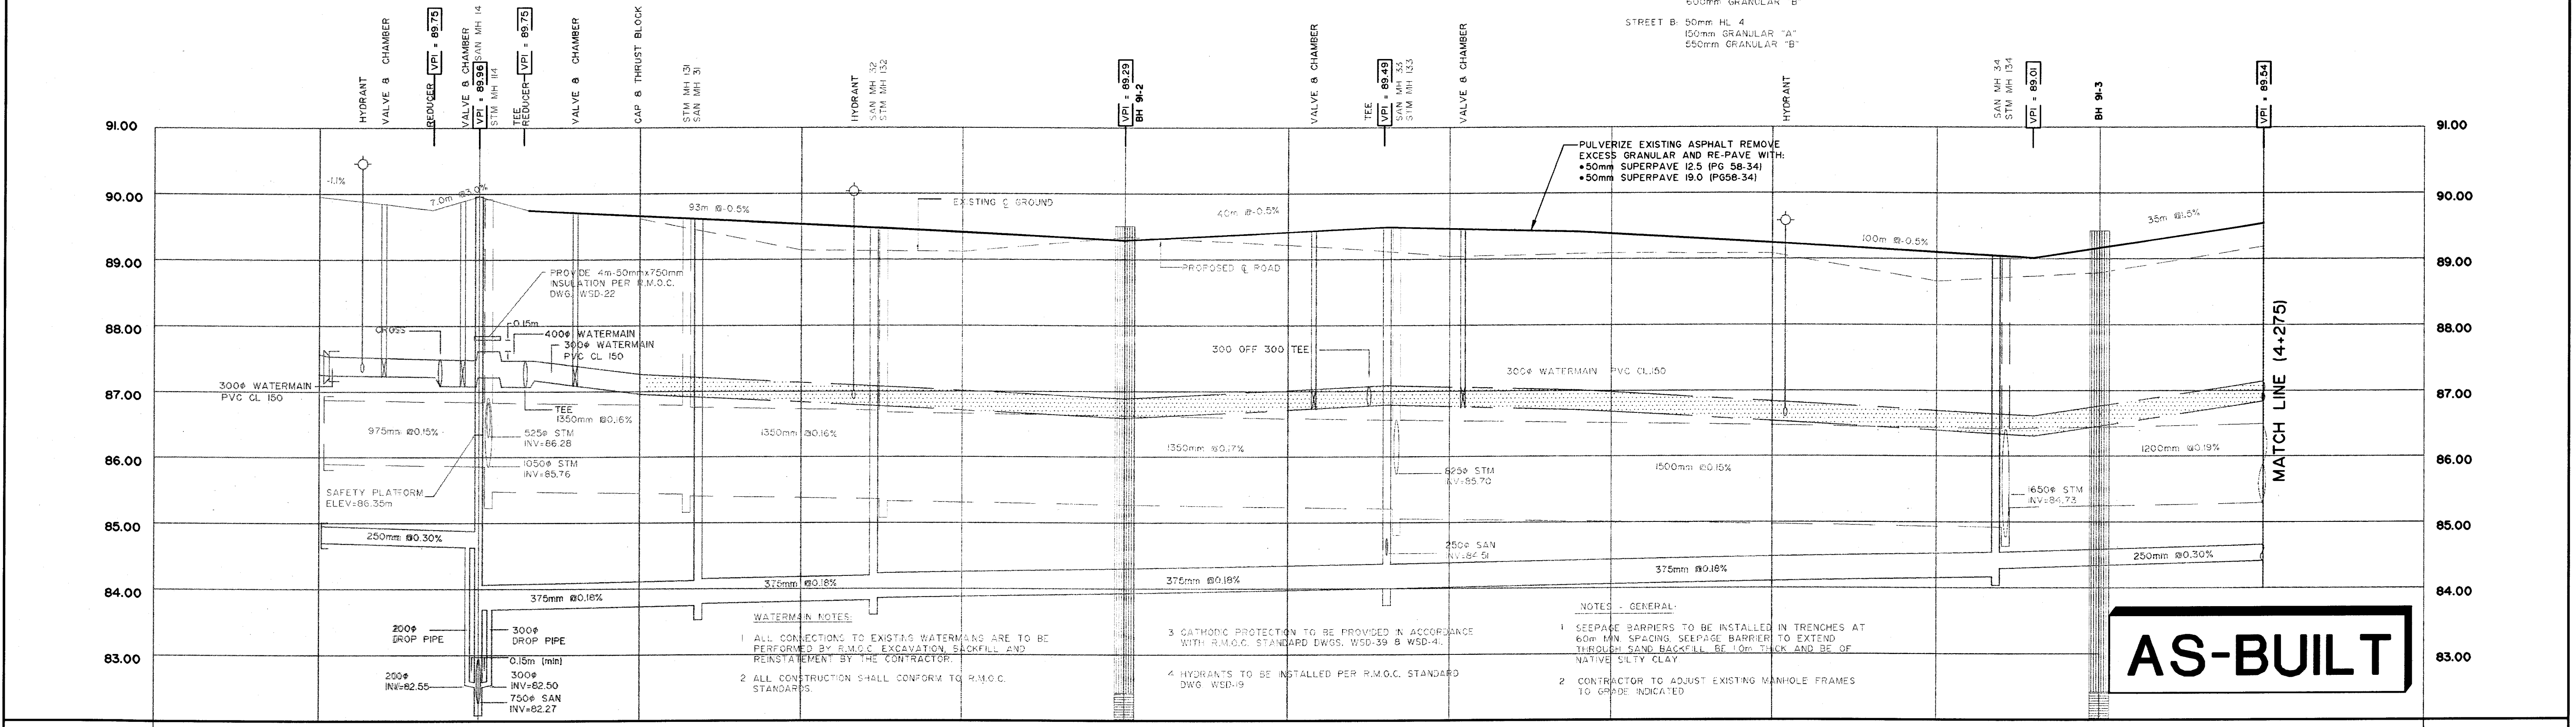 600mm GRANULAR "B"
STREET B: 50mm HL 4
150mm GRANULAR "A"
550mm GRANULAR "B"
HYDRANT
VALVE & CHAMBER
REDUCER
VPI = 89.75
VALVE & CHAMBER
VPI = 89.96
SAN MH 14
STM MH 114
TEE
REDUCER
VPI = 89.75
VALVE & CHAMBER
CAP & THRUST BLOCK
STM MH 131
SAN MH 31
HYDRANT
SAN MH 32
STM MH 132
VPI = 89.29
BH 91-2
VALVE & CHAMBER
TEE
VPI = 89.49
SAN MH 33
STM MH 133
VALVE & CHAMBER
HYDRANT
SAN MH 34
STM MH 134
VPI = 89.01
BH 91-3
VPI = 89.54
91.00
91.00
PULVERIZE EXISTING ASPHALT REMOVE
EXCESS GRANULAR AND RE-PAVE WITH:
•50mm SUPERPAVE 12.5 (PG 58-34)
•50mm SUPERPAVE 19.0 (PG58-34)
-1.1%
90.00
90.00
7.0m @3.0%
93m @-0.5%
EXISTING ℄ GROUND
40m @-0.5%
100m @-0.5%
35m @1.5%
89.00
89.00
PROVIDE 4m-50mmx750mm
INSULATION PER R.M.O.C.
DWG. WSD-22
PROPOSED ℄ ROAD
88.00
88.00
CROSS
0.15m
400ϕ WATERMAIN
300ϕ WATERMAIN
PVC CL 150
300 OFF 300 TEE
300ϕ WATERMAIN PVC CL.150
MATCH LINE (4+275)
300ϕ WATERMAIN
PVC CL 150
87.00
87.00
TEE
1350mm @0.16%
975mm @0.15%
525ϕ STM
INV=86.28
1350mm @0.16%
1350mm @0.17%
1500mm @0.15%
1200mm @0.19%
86.00
86.00
1050ϕ STM
INV=85.76
825ϕ STM
INV=85.70
SAFETY PLATFORM
ELEV=86.35m
1650ϕ STM
INV=84.73
85.00
85.00
250mm @0.30%
250ϕ SAN
INV=84.51
250mm @0.30%
375mm @0.18%
375mm @0.18%
375mm @0.18%
84.00
84.00
375mm @0.18%
200ϕ
DROP PIPE
300ϕ
DROP PIPE
83.00
83.00
0.15m (min)
200ϕ
INV=82.55
300ϕ
INV=82.50
750ϕ SAN
INV=82.27
WATERMAIN NOTES:
1 ALL CONNECTIONS TO EXISTING WATERMAINS ARE TO BE
PERFORMED BY R.M.O.C. EXCAVATION, BACKFILL AND
REINSTATEMENT BY THE CONTRACTOR.
2 ALL CONSTRUCTION SHALL CONFORM TO R.M.O.C.
STANDARDS.
3 CATHODIC PROTECTION TO BE PROVIDED IN ACCORDANCE
WITH R.M.O.C. STANDARD DWGS. WSD-39 &
4 HYDRANTS TO BE INSTALLED PER R.M.O.C. STANDARD
DWG. WSD-19
NOTES - GENERAL:
1 SEEPAGE BARRIERS TO BE INSTALLED IN TRENCHES AT
60m MIN. SPACING. SEEPAGE BARRIER TO EXTEND
THROUGH SAND BACKFILL, BE 1.0m THICK AND BE OF
NATIVE SILTY CLAY
2 CONTRACTOR TO ADJUST EXISTING MANHOLE FRAMES
TO GRADE INDICATED
AS-BUILT